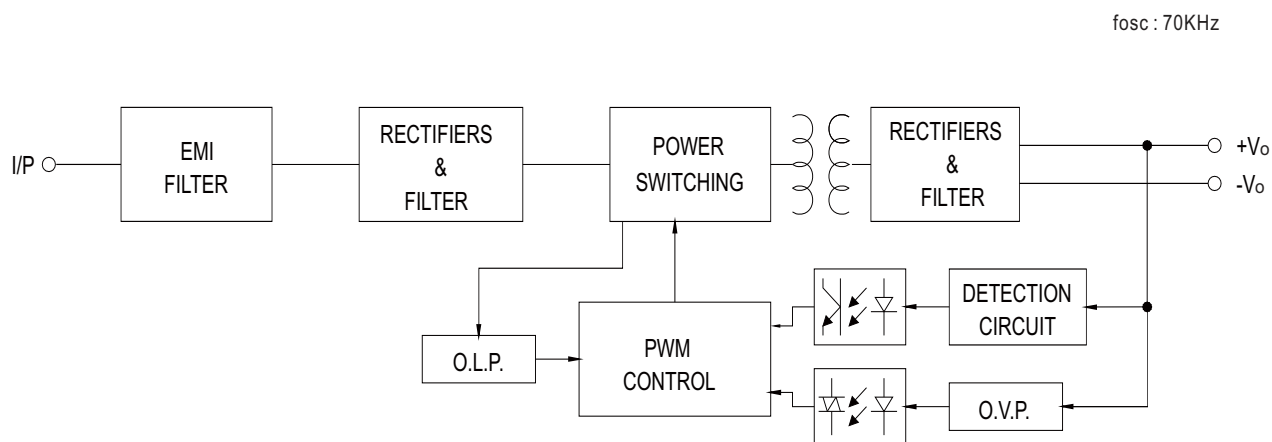 fosc : 70KHz
I/P
EMI
FILTER
RECTIFIERS
&
FILTER
POWER
SWITCHING
RECTIFIERS
&
FILTER
+Vo
-Vo
O.L.P.
PWM
CONTROL
DETECTION
CIRCUIT
O.V.P.